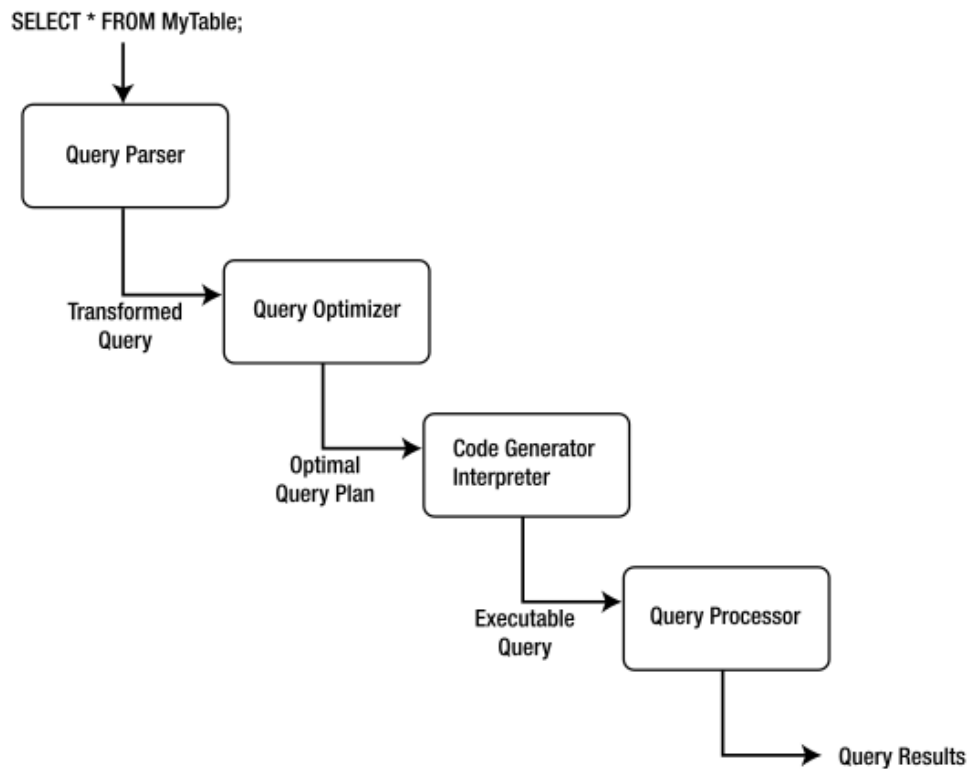 SELECT * FROM MyTable;
Query Parser
Transformed
Query
Query Optimizer
Optimal
Query Plan
Code Generator
Interpreter
Executable
Query
Query Processor
Query Results